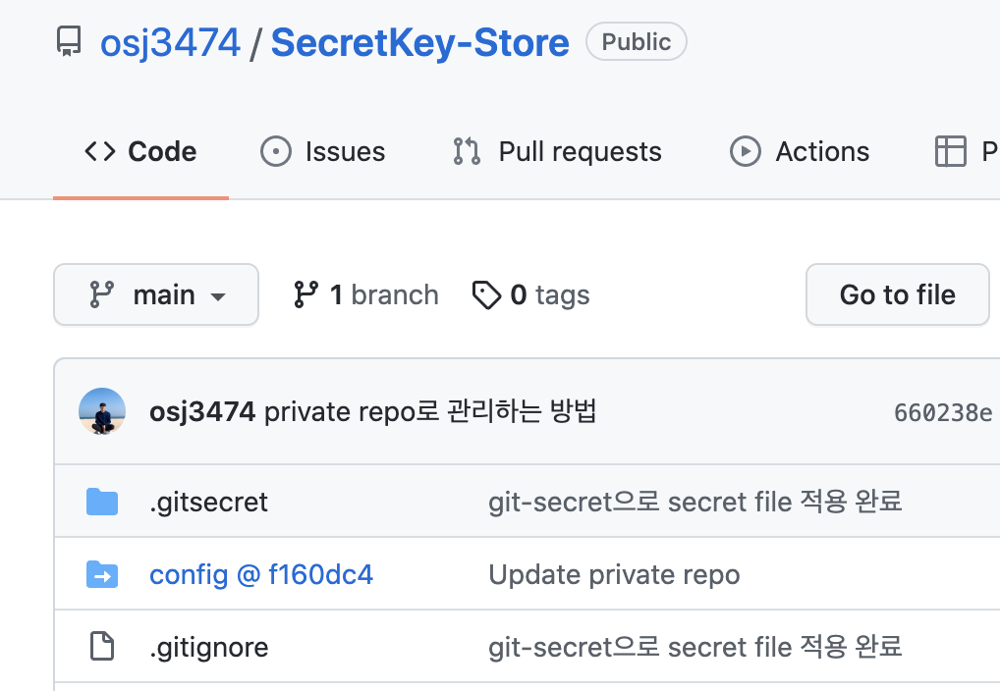 osj3474 / SecretKey-Store Public
Code Issues Pull requests Actions P
main 1 branch 0 tags Go to file
osj3474 private repo로 관리하는 방법 660238e
.gitsecret git-secret으로 secret file 적용 완료
config @ f160dc4 Update private repo
.gitignore git-secret으로 secret file 적용 완료